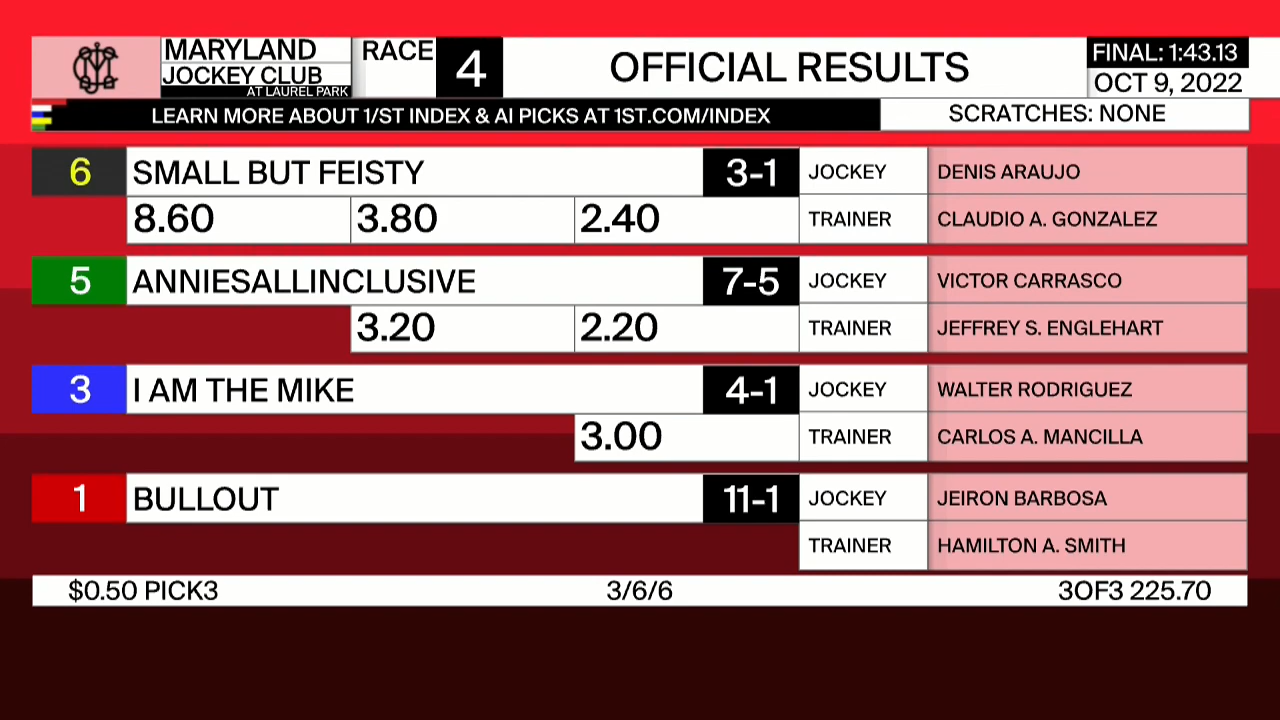 MARYLAND
JOCKEY CLUB
AT LAUREL PARK
RACE 4
OFFICIAL RESULTS
FINAL: 1:43.13
OCT 9, 2022
LEARN MORE ABOUT 1/ST INDEX & AI PICKS AT 1ST.COM/INDEX
SCRATCHES: NONE
6 SMALL BUT FEISTY 3-1 JOCKEY DENIS ARAUJO
8.60 3.80 2.40 TRAINER CLAUDIO A. GONZALEZ
5 ANNIESALLINCLUSIVE 7-5 JOCKEY VICTOR CARRASCO
3.20 2.20 TRAINER JEFFREY S. ENGLEHART
3 I AM THE MIKE 4-1 JOCKEY WALTER RODRIGUEZ
3.00 TRAINER CARLOS A. MANCILLA
1 BULLOUT 11-1 JOCKEY JEIRON BARBOSA
TRAINER HAMILTON A. SMITH
$0.50 PICK3 3/6/6 3OF3 225.70